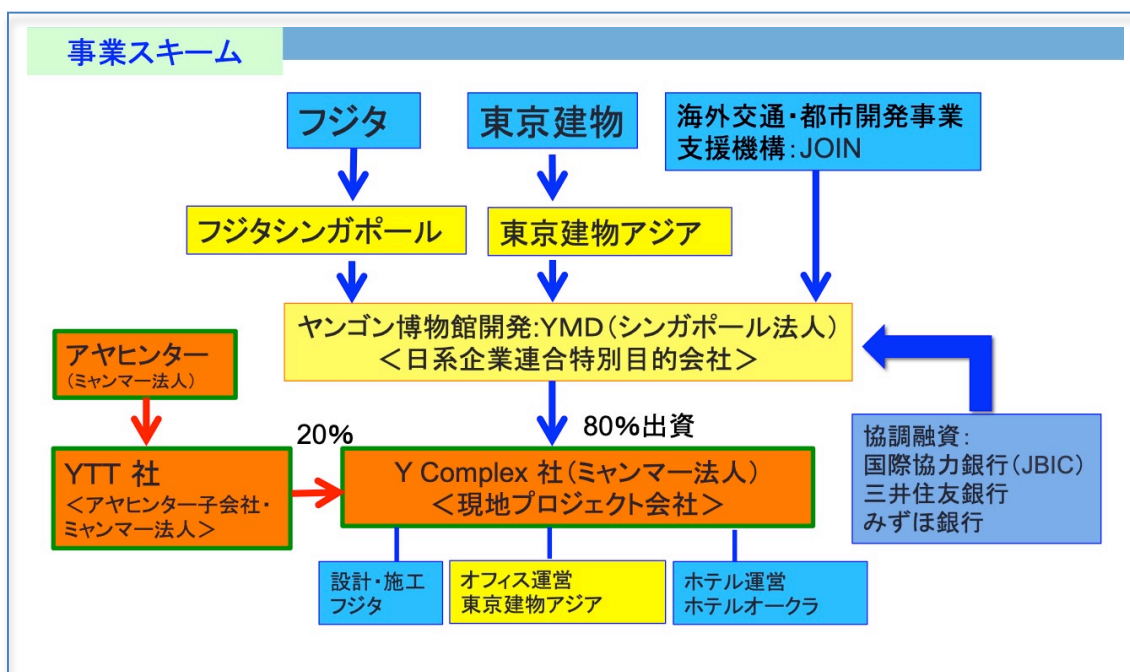 事業スキーム
フジタ
東京建物
海外交通・都市開発事業
支援機構:JOIN
フジタシンガポール
東京建物アジア
ヤンゴン博物館開発:YMD(シンガポール法人)
<日系企業連合特別目的会社>
アヤヒンター
(ミャンマー法人)
20%
80%出資
YTT 社
<アヤヒンター子会社・
ミャンマー法人>
Y Complex 社(ミャンマー法人)
<現地プロジェクト会社>
協調融資:
国際協力銀行(JBIC)
三井住友銀行
みずほ銀行
設計・施工
フジタ
オフィス運営
東京建物アジア
ホテル運営
ホテルオークラ